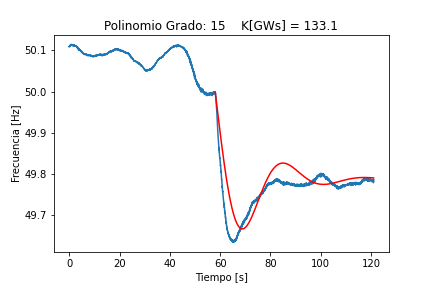 Polinomio Grado: 15    K[GWs] = 133.1
Frecuencia [Hz]
50.1
50.0
49.9
49.8
49.7
0 20 40 60 80 100 120
Tiempo [s]